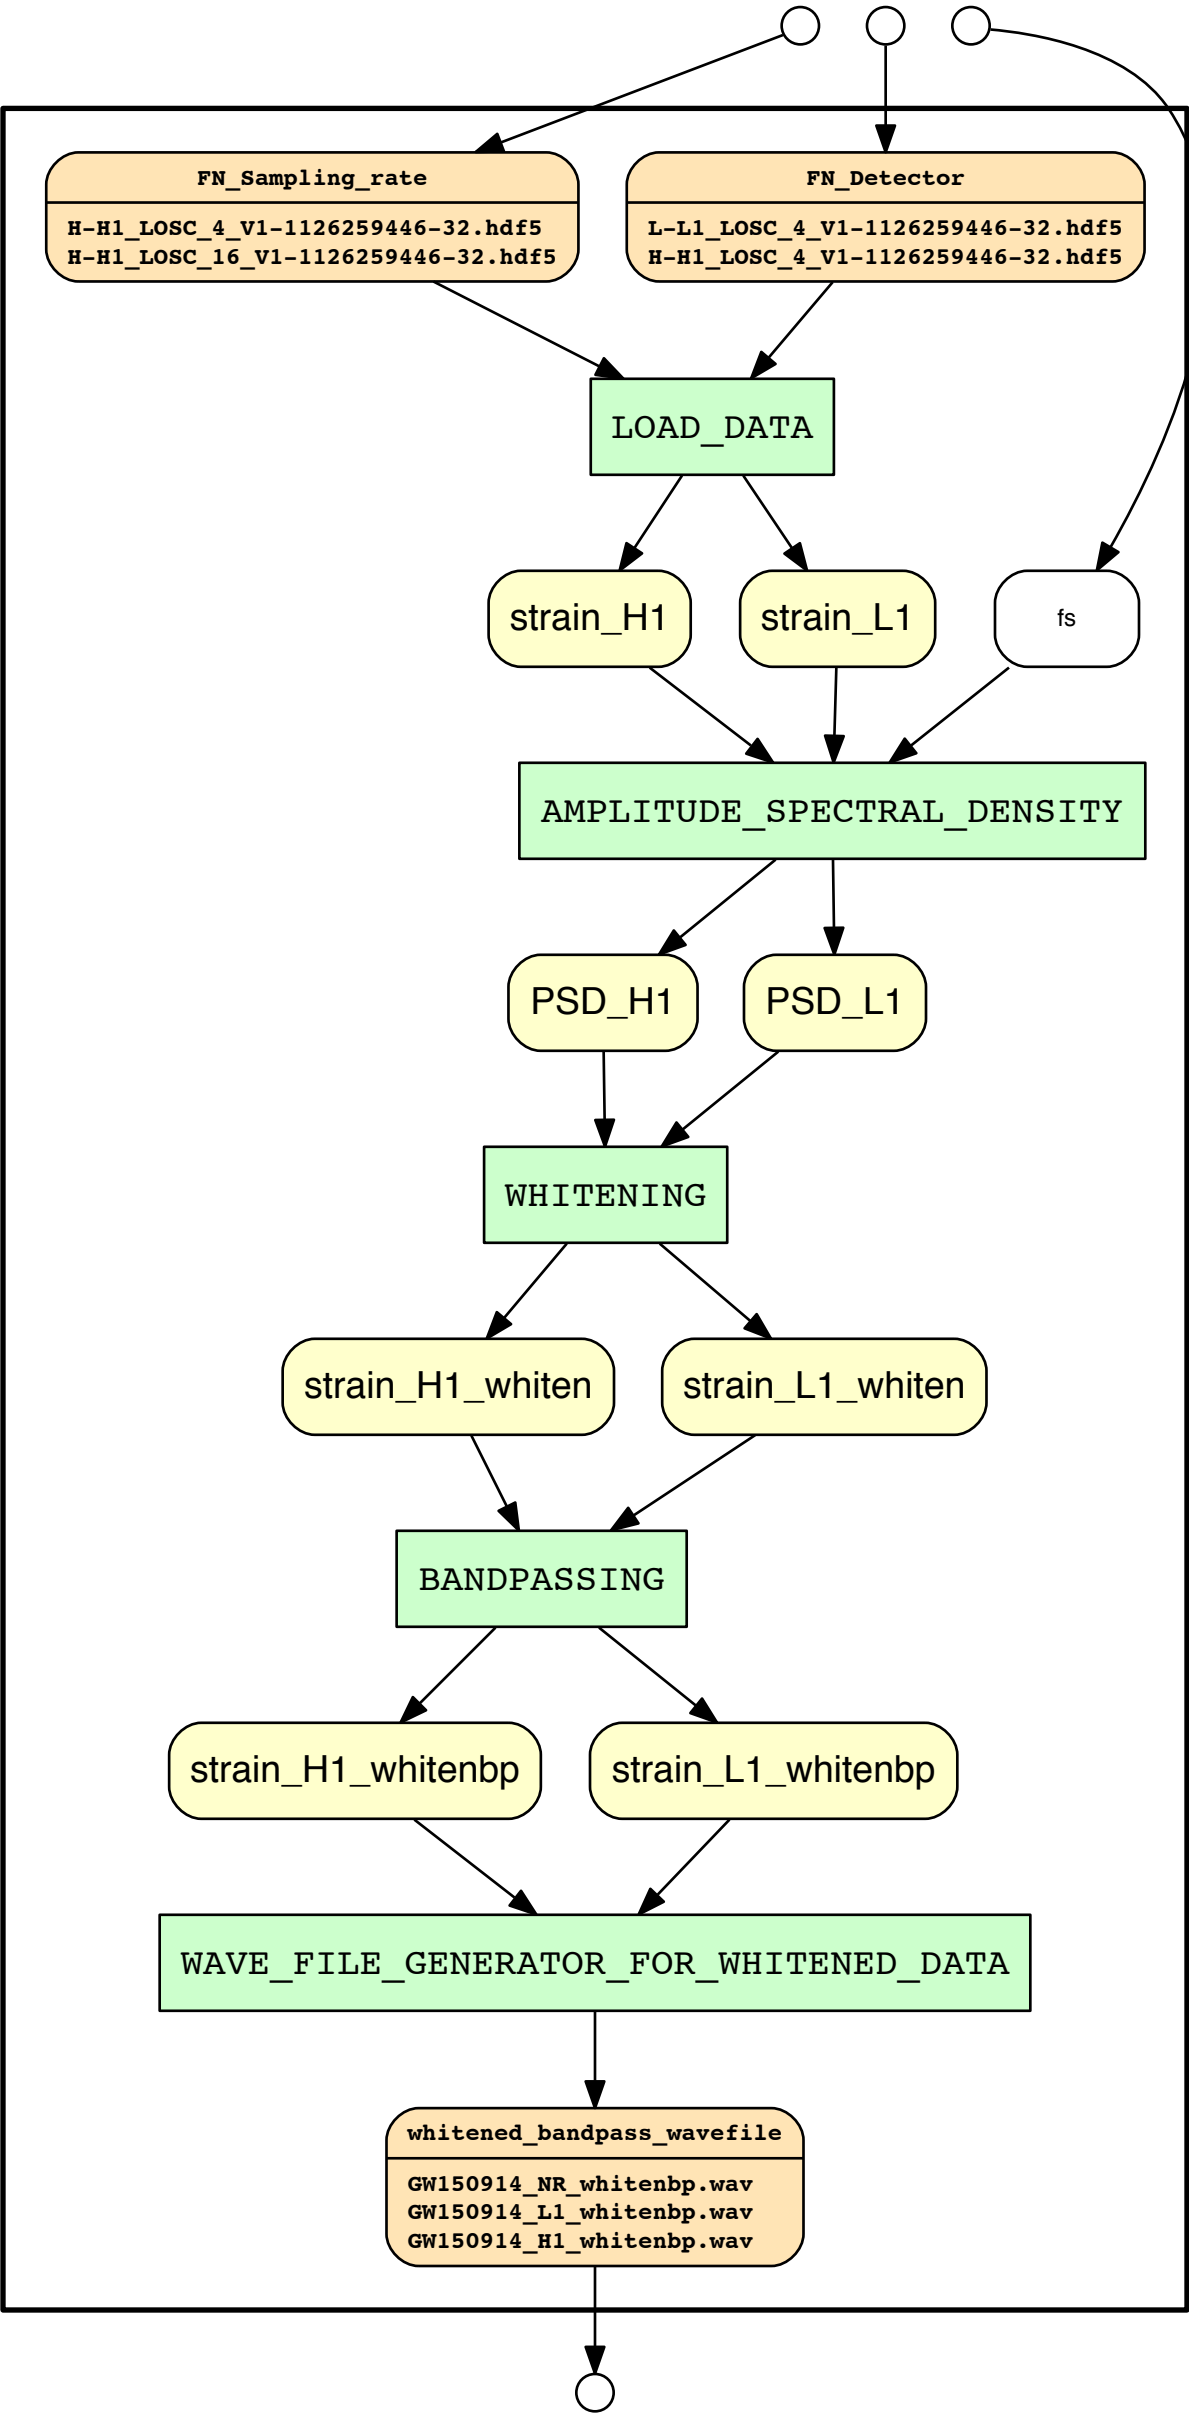 FN_Sampling_rate
H-H1_LOSC_4_V1-1126259446-32.hdf5
H-H1_LOSC_16_V1-1126259446-32.hdf5
FN_Detector
L-L1_LOSC_4_V1-1126259446-32.hdf5
H-H1_LOSC_4_V1-1126259446-32.hdf5
LOAD_DATA
strain_H1
strain_L1
fs
AMPLITUDE_SPECTRAL_DENSITY
PSD_H1
PSD_L1
WHITENING
strain_H1_whiten
strain_L1_whiten
BANDPASSING
strain_H1_whitenbp
strain_L1_whitenbp
WAVE_FILE_GENERATOR_FOR_WHITENED_DATA
whitened_bandpass_wavefile
GW150914_NR_whitenbp.wav
GW150914_L1_whitenbp.wav
GW150914_H1_whitenbp.wav